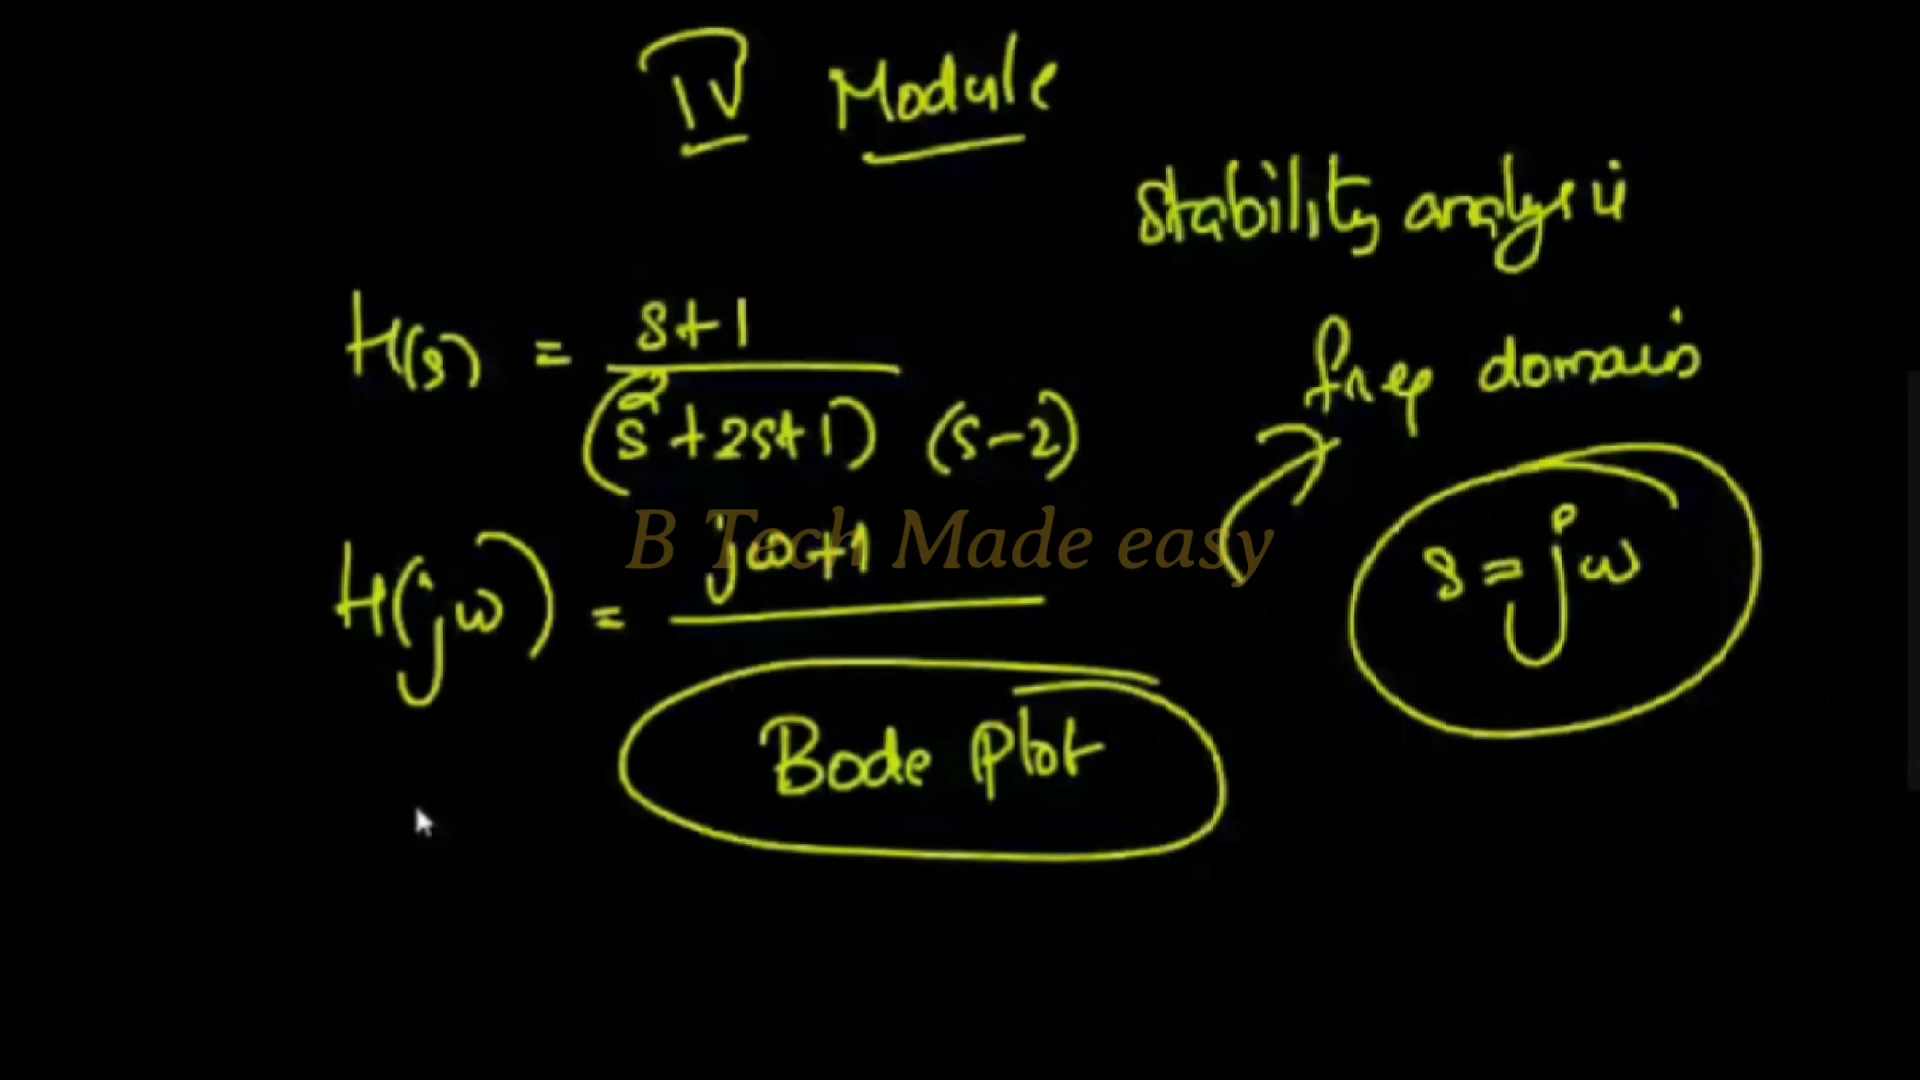 IV Module
stability analysis
H(s) = s+1
(s²+2s+1) (s-2)
freq domain
B Tech Made easy
H(jω) = jω+1
s=jω
Bode Plot